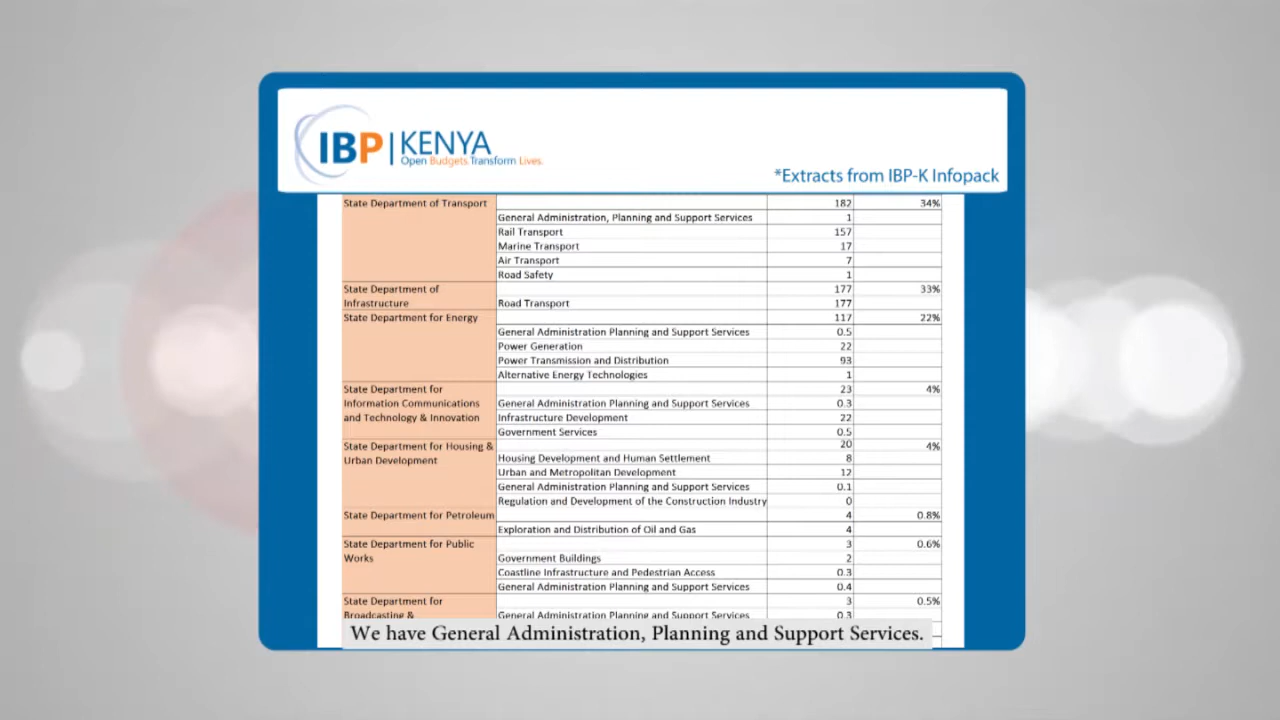 IBP | KENYA
Open Budgets Transform Lives.
*Extracts from IBP-K Infopack
State Department of Transport 182 34%
General Administration, Planning and Support Services 1
Rail Transport 157
Marine Transport 17
Air Transport 7
Road Safety 1
State Department of 177 33%
Infrastructure Road Transport 177
State Department for Energy 117 22%
General Administration Planning and Support Services 0.5
Power Generation 22
Power Transmission and Distribution 93
Alternative Energy Technologies 1
State Department for 23 4%
Information Communications General Administration Planning and Support Services 0.3
and Technology & Innovation Infrastructure Development 22
Government Services 0.5
State Department for Housing & 20 4%
Urban Development Housing Development and Human Settlement 8
Urban and Metropolitan Development 12
General Administration Planning and Support Services 0.1
Regulation and Development of the Construction Industry 0
State Department for Petroleum 4 0.8%
Exploration and Distribution of Oil and Gas 4
State Department for Public 3 0.6%
Works Government Buildings 2
Coastline Infrastructure and Pedestrian Access 0.3
General Administration Planning and Support Services 0.4
State Department for 3 0.5%
Broadcasting & General Administration Planning and Support Services 0.3
We have General Administration, Planning and Support Services.